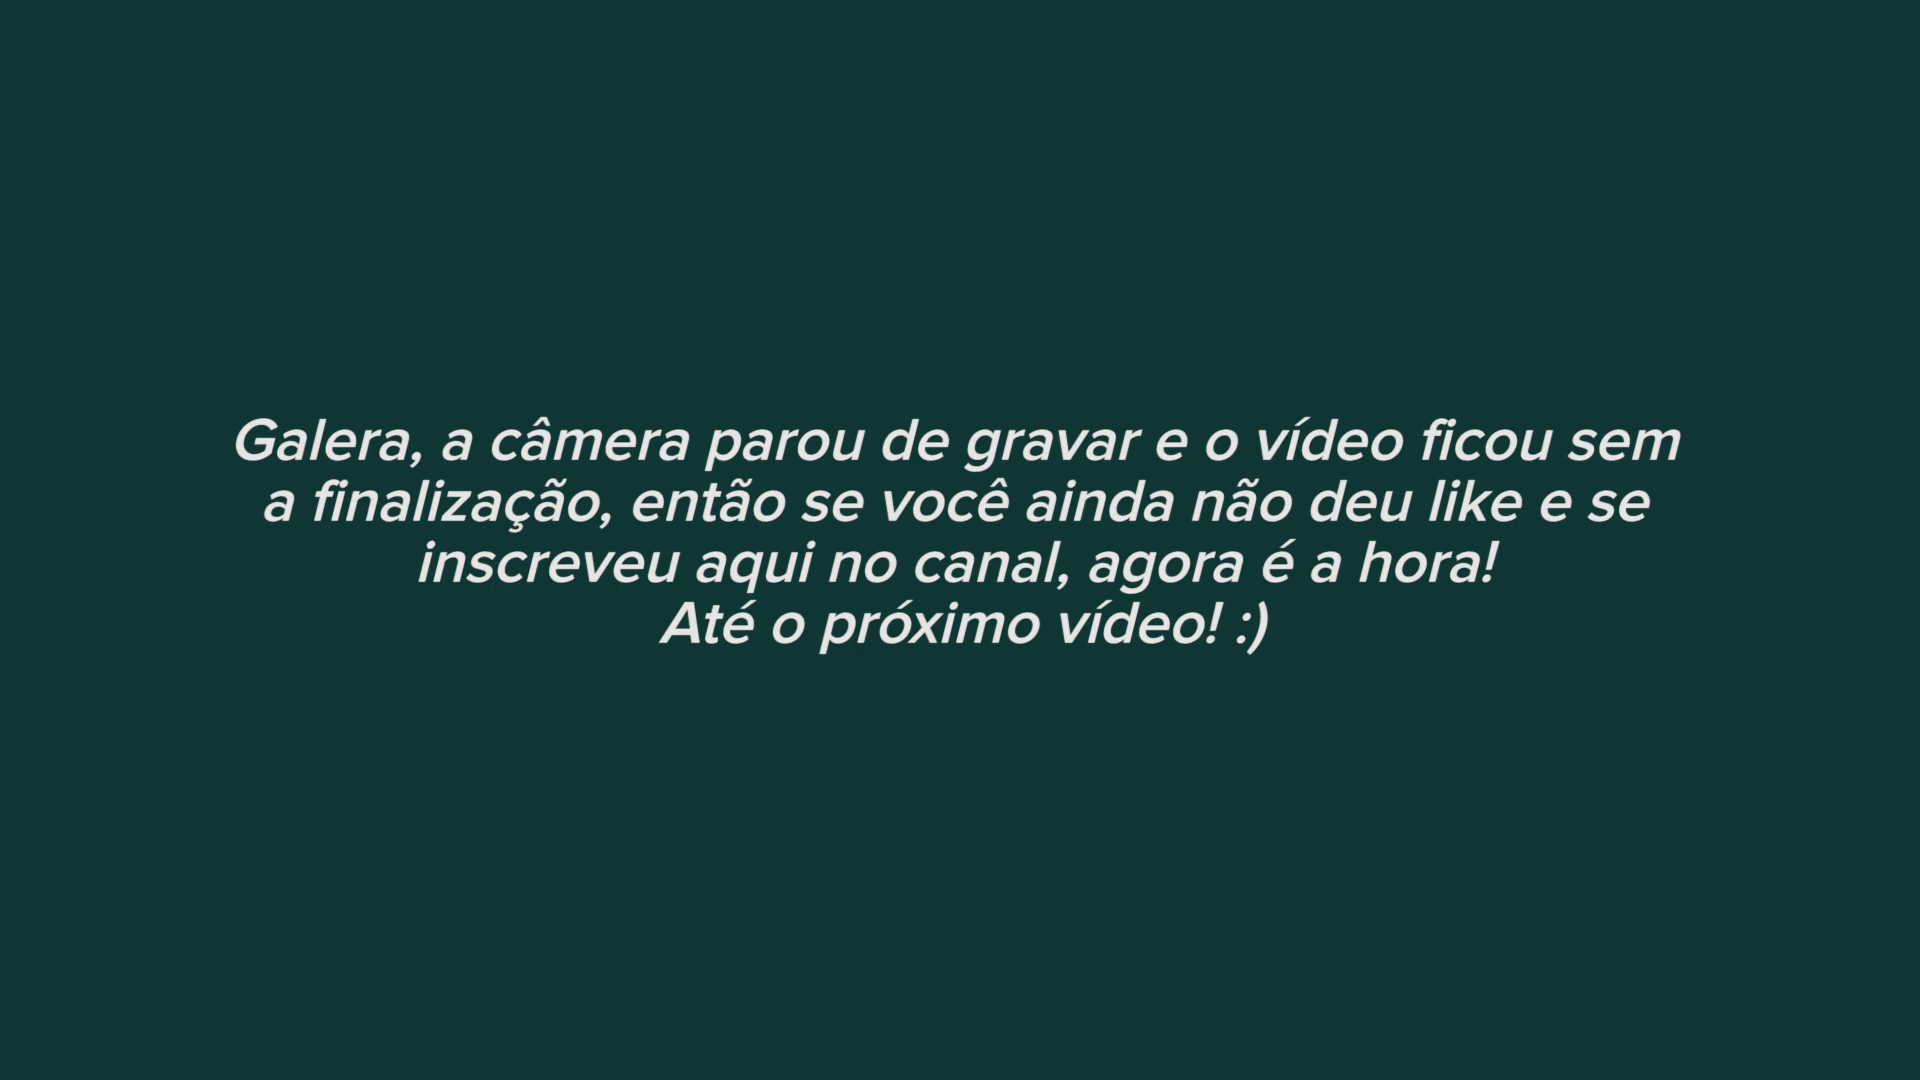 Galera, a câmera parou de gravar e o vídeo ficou sem
a finalização, então se você ainda não deu like e se
inscreveu aqui no canal, agora é a hora!
Até o próximo vídeo! :)